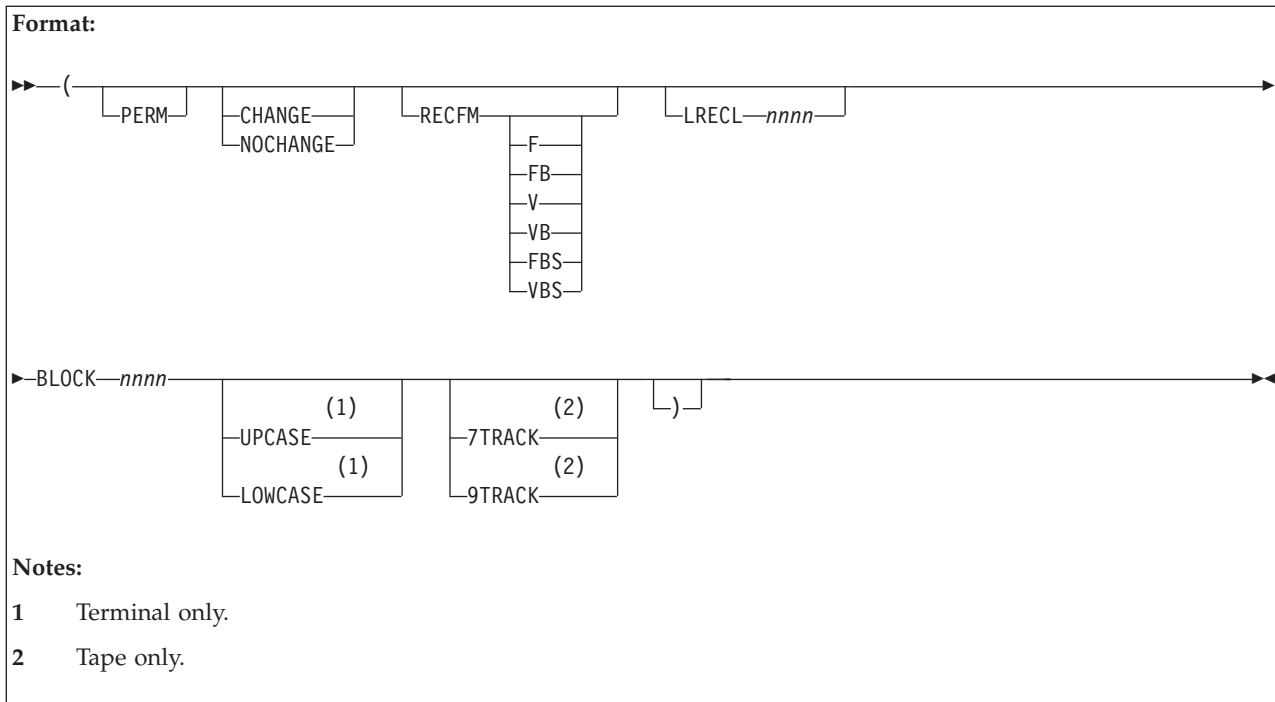 Format:
(
PERM CHANGE RECFM LRECL nnnn
NOCHANGE F
FB
V
VB
FBS
VBS
BLOCK nnnn )
(1) (2)
UPCASE 7TRACK
(1) (2)
LOWCASE 9TRACK
Notes:
1 Terminal only.
2 Tape only.